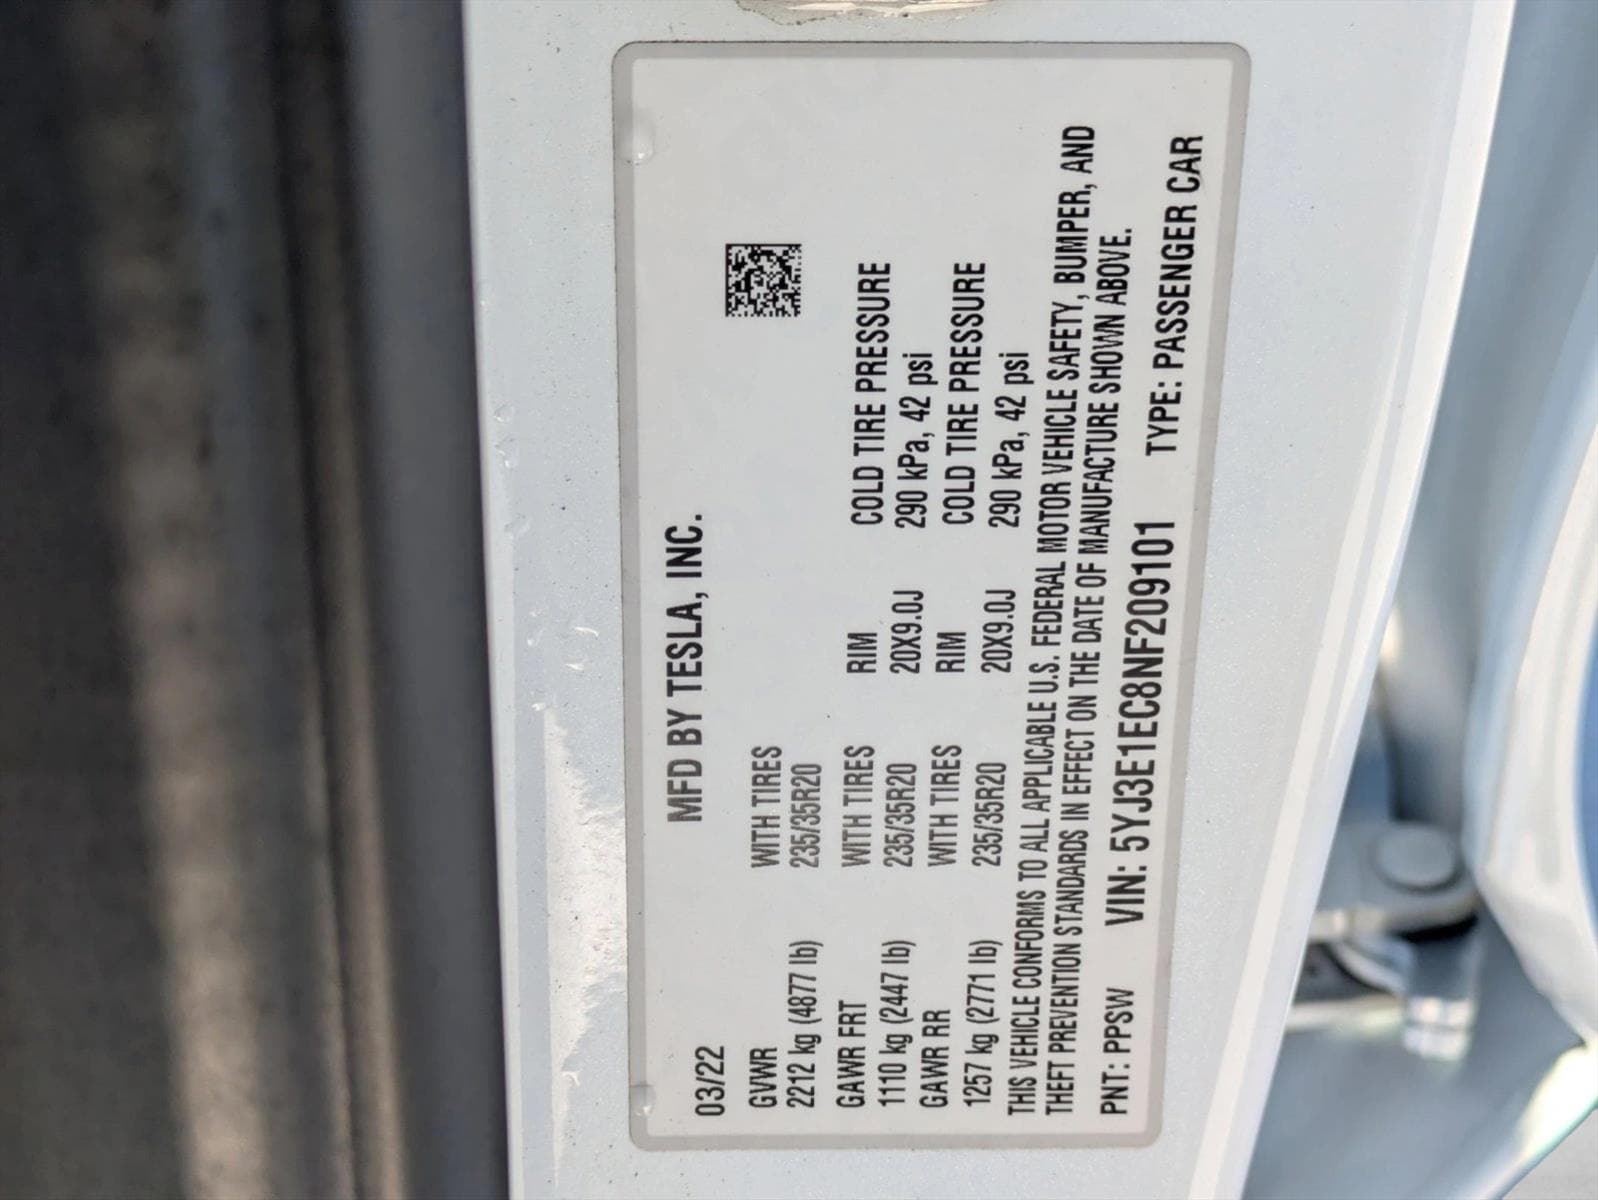 MFD BY TESLA, INC.
03/22
GVWR WITH TIRES
2212 kg (4877 lb) 235/35R20
GAWR FRT WITH TIRES RIM COLD TIRE PRESSURE
1110 kg (2447 lb) 235/35R20 20X9.0J 290 kPa, 42 psi
GAWR RR WITH TIRES RIM COLD TIRE PRESSURE
1257 kg (2771 lb) 235/35R20 20X9.0J 290 kPa, 42 psi
THIS VEHICLE CONFORMS TO ALL APPLICABLE U.S. FEDERAL MOTOR VEHICLE SAFETY, BUMPER, AND
THEFT PREVENTION STANDARDS IN EFFECT ON THE DATE OF MANUFACTURE SHOWN ABOVE.
PNT: PPSW VIN: 5YJ3E1EC8NF209101 TYPE: PASSENGER CAR